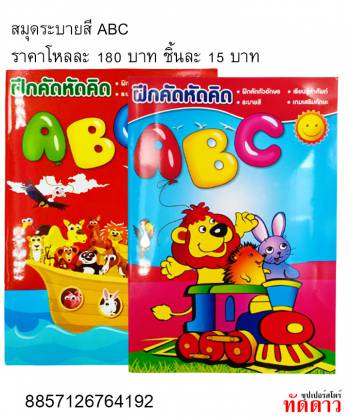 สมุดระบายสี ABC
ราคาโหลละ 180 บาท ชิ้นละ 15 บาท
ฝึกคัดหัดคิด
ABC
ฝึกคัดหัดคิด
• ฝึกคัดตัวอักษร • เรียนรู้คำศัพท์
• ระบายสี • เกมเสริมทักษะ
ABC
8857126764192
ซุปเปอร์สโตร์
ทัดดาว